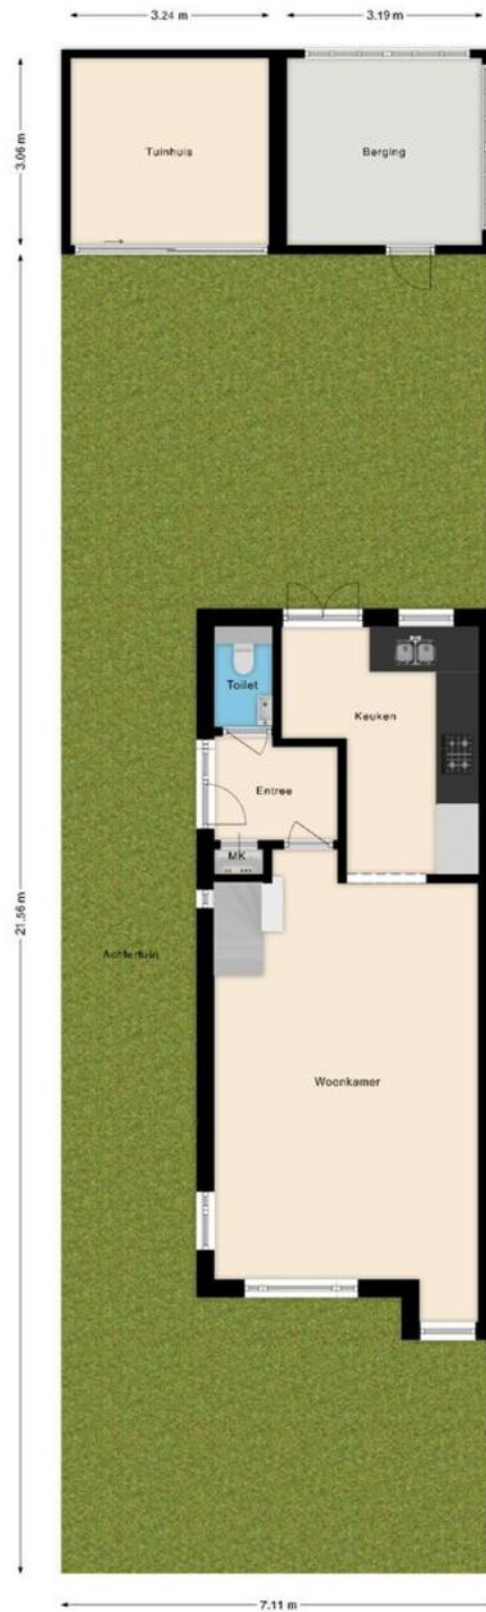 3.24 m
3.19 m
3.06 m
Tuinhuis
Berging
Toilet
Keuken
Entree
MK
21.56 m
Achtertuin
Woonkamer
7.11 m